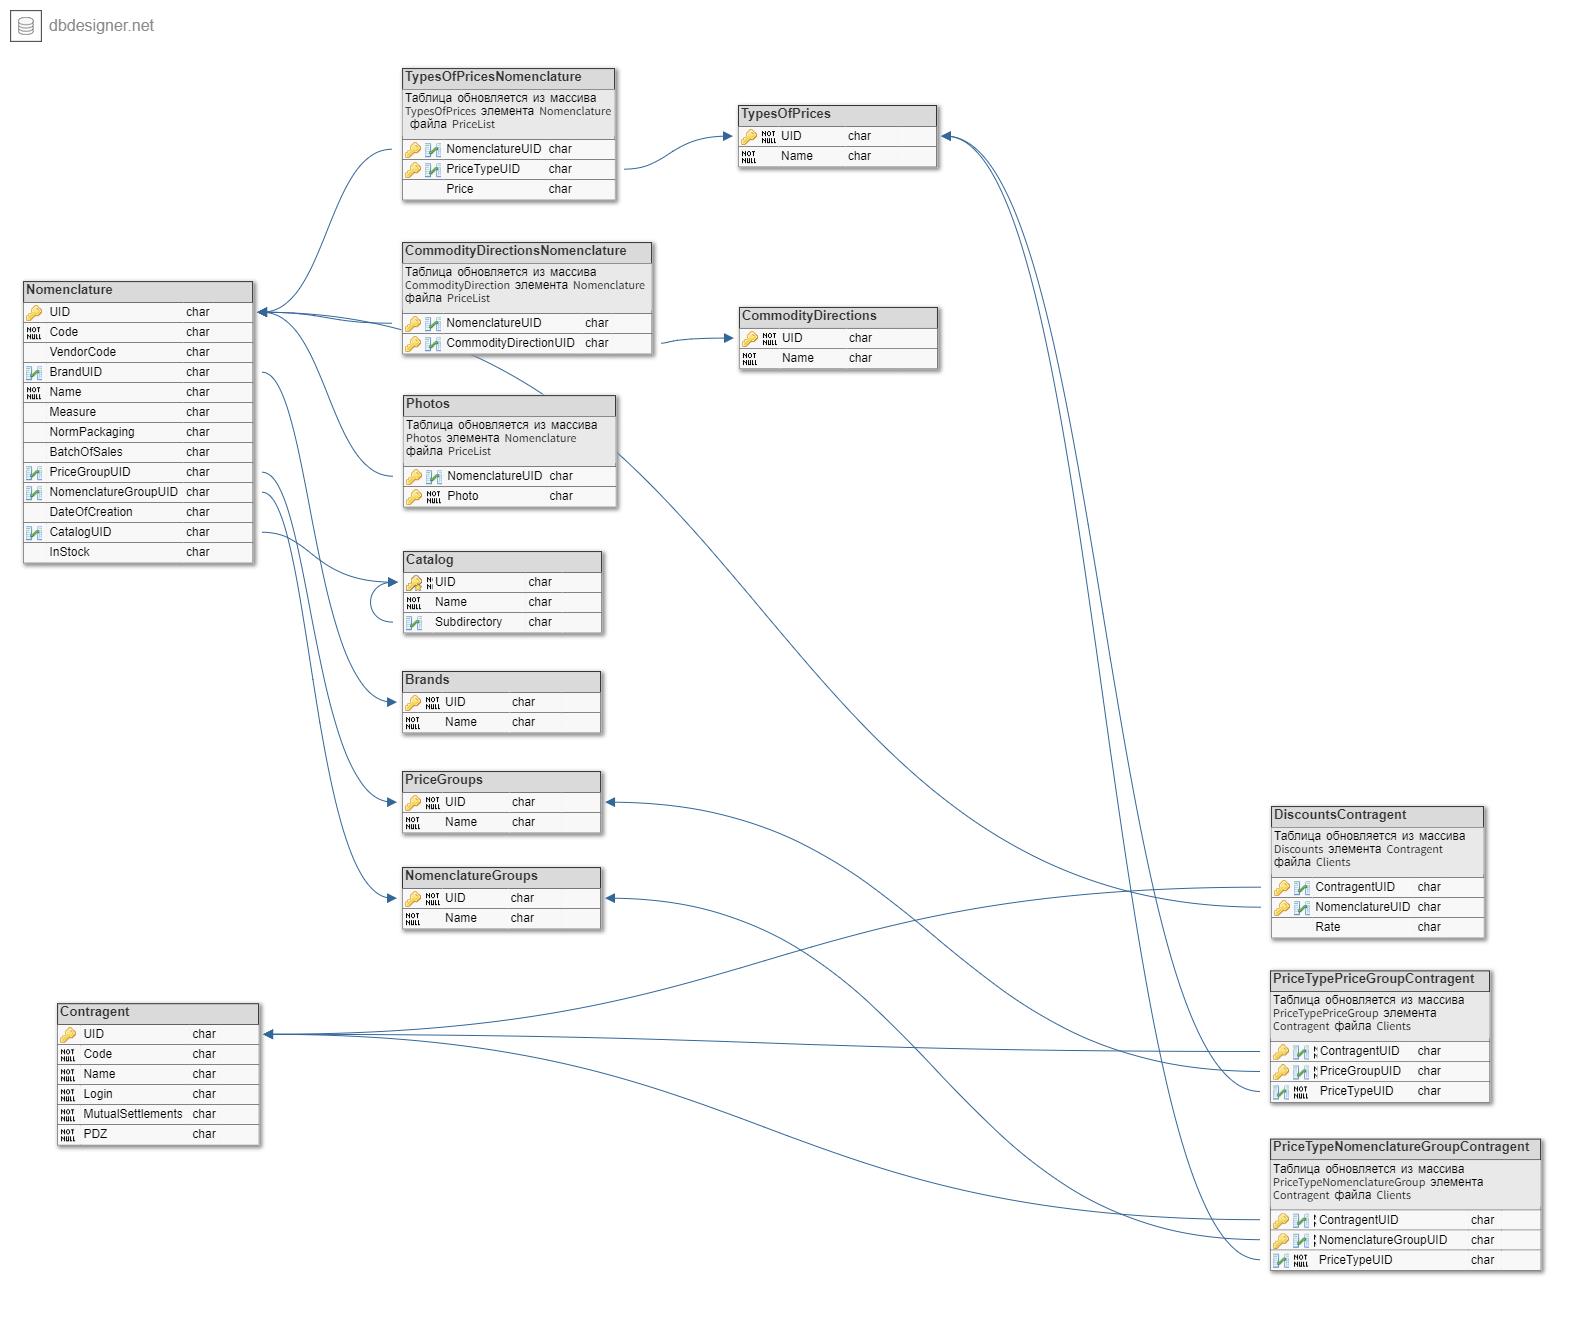 dbdesigner.net
TypesOfPricesNomenclature
Таблица обновляется из массива
TypesOfPrices элемента Nomenclature
файла PriceList
NomenclatureUID char
PriceTypeUID char
Price char
TypesOfPrices
NOT NULL UID char
NOT NULL Name char
CommodityDirectionsNomenclature
Таблица обновляется из массива
CommodityDirection элемента Nomenclature
файла PriceList
NomenclatureUID char
CommodityDirectionUID char
CommodityDirections
NOT NULL UID char
NOT NULL Name char
Nomenclature
UID char
NOT NULL Code char
VendorCode char
BrandUID char
NOT NULL Name char
Measure char
NormPackaging char
BatchOfSales char
PriceGroupUID char
NomenclatureGroupUID char
DateOfCreation char
CatalogUID char
InStock char
Photos
Таблица обновляется из массива
Photos элемента Nomenclature
файла PriceList
NomenclatureUID char
NOT NULL Photo char
Catalog
UID char
NOT NULL Name char
Subdirectory char
Brands
NOT NULL UID char
NOT NULL Name char
PriceGroups
NOT NULL UID char
NOT NULL Name char
NomenclatureGroups
NOT NULL UID char
NOT NULL Name char
Contragent
UID char
NOT NULL Code char
NOT NULL Name char
NOT NULL Login char
NOT NULL MutualSettlements char
NOT NULL PDZ char
DiscountsContragent
Таблица обновляется из массива
Discounts элемента Contragent
файла Clients
ContragentUID char
NomenclatureUID char
Rate char
PriceTypePriceGroupContragent
Таблица обновляется из массива
PriceTypePriceGroup элемента
Contragent файла Clients
ContragentUID char
PriceGroupUID char
NOT NULL PriceTypeUID char
PriceTypeNomenclatureGroupContragent
Таблица обновляется из массива
PriceTypeNomenclatureGroup элемента
Contragent файла Clients
ContragentUID char
NomenclatureGroupUID char
NOT NULL PriceTypeUID char